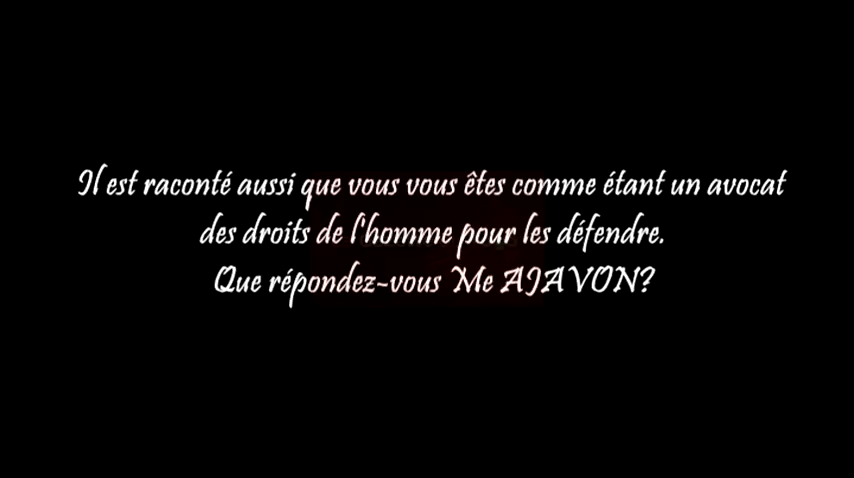 Il est raconté aussi que vous vous êtes comme étant un avocat
des droits de l'homme pour les défendre.
Que répondez-vous Me AJAVON?